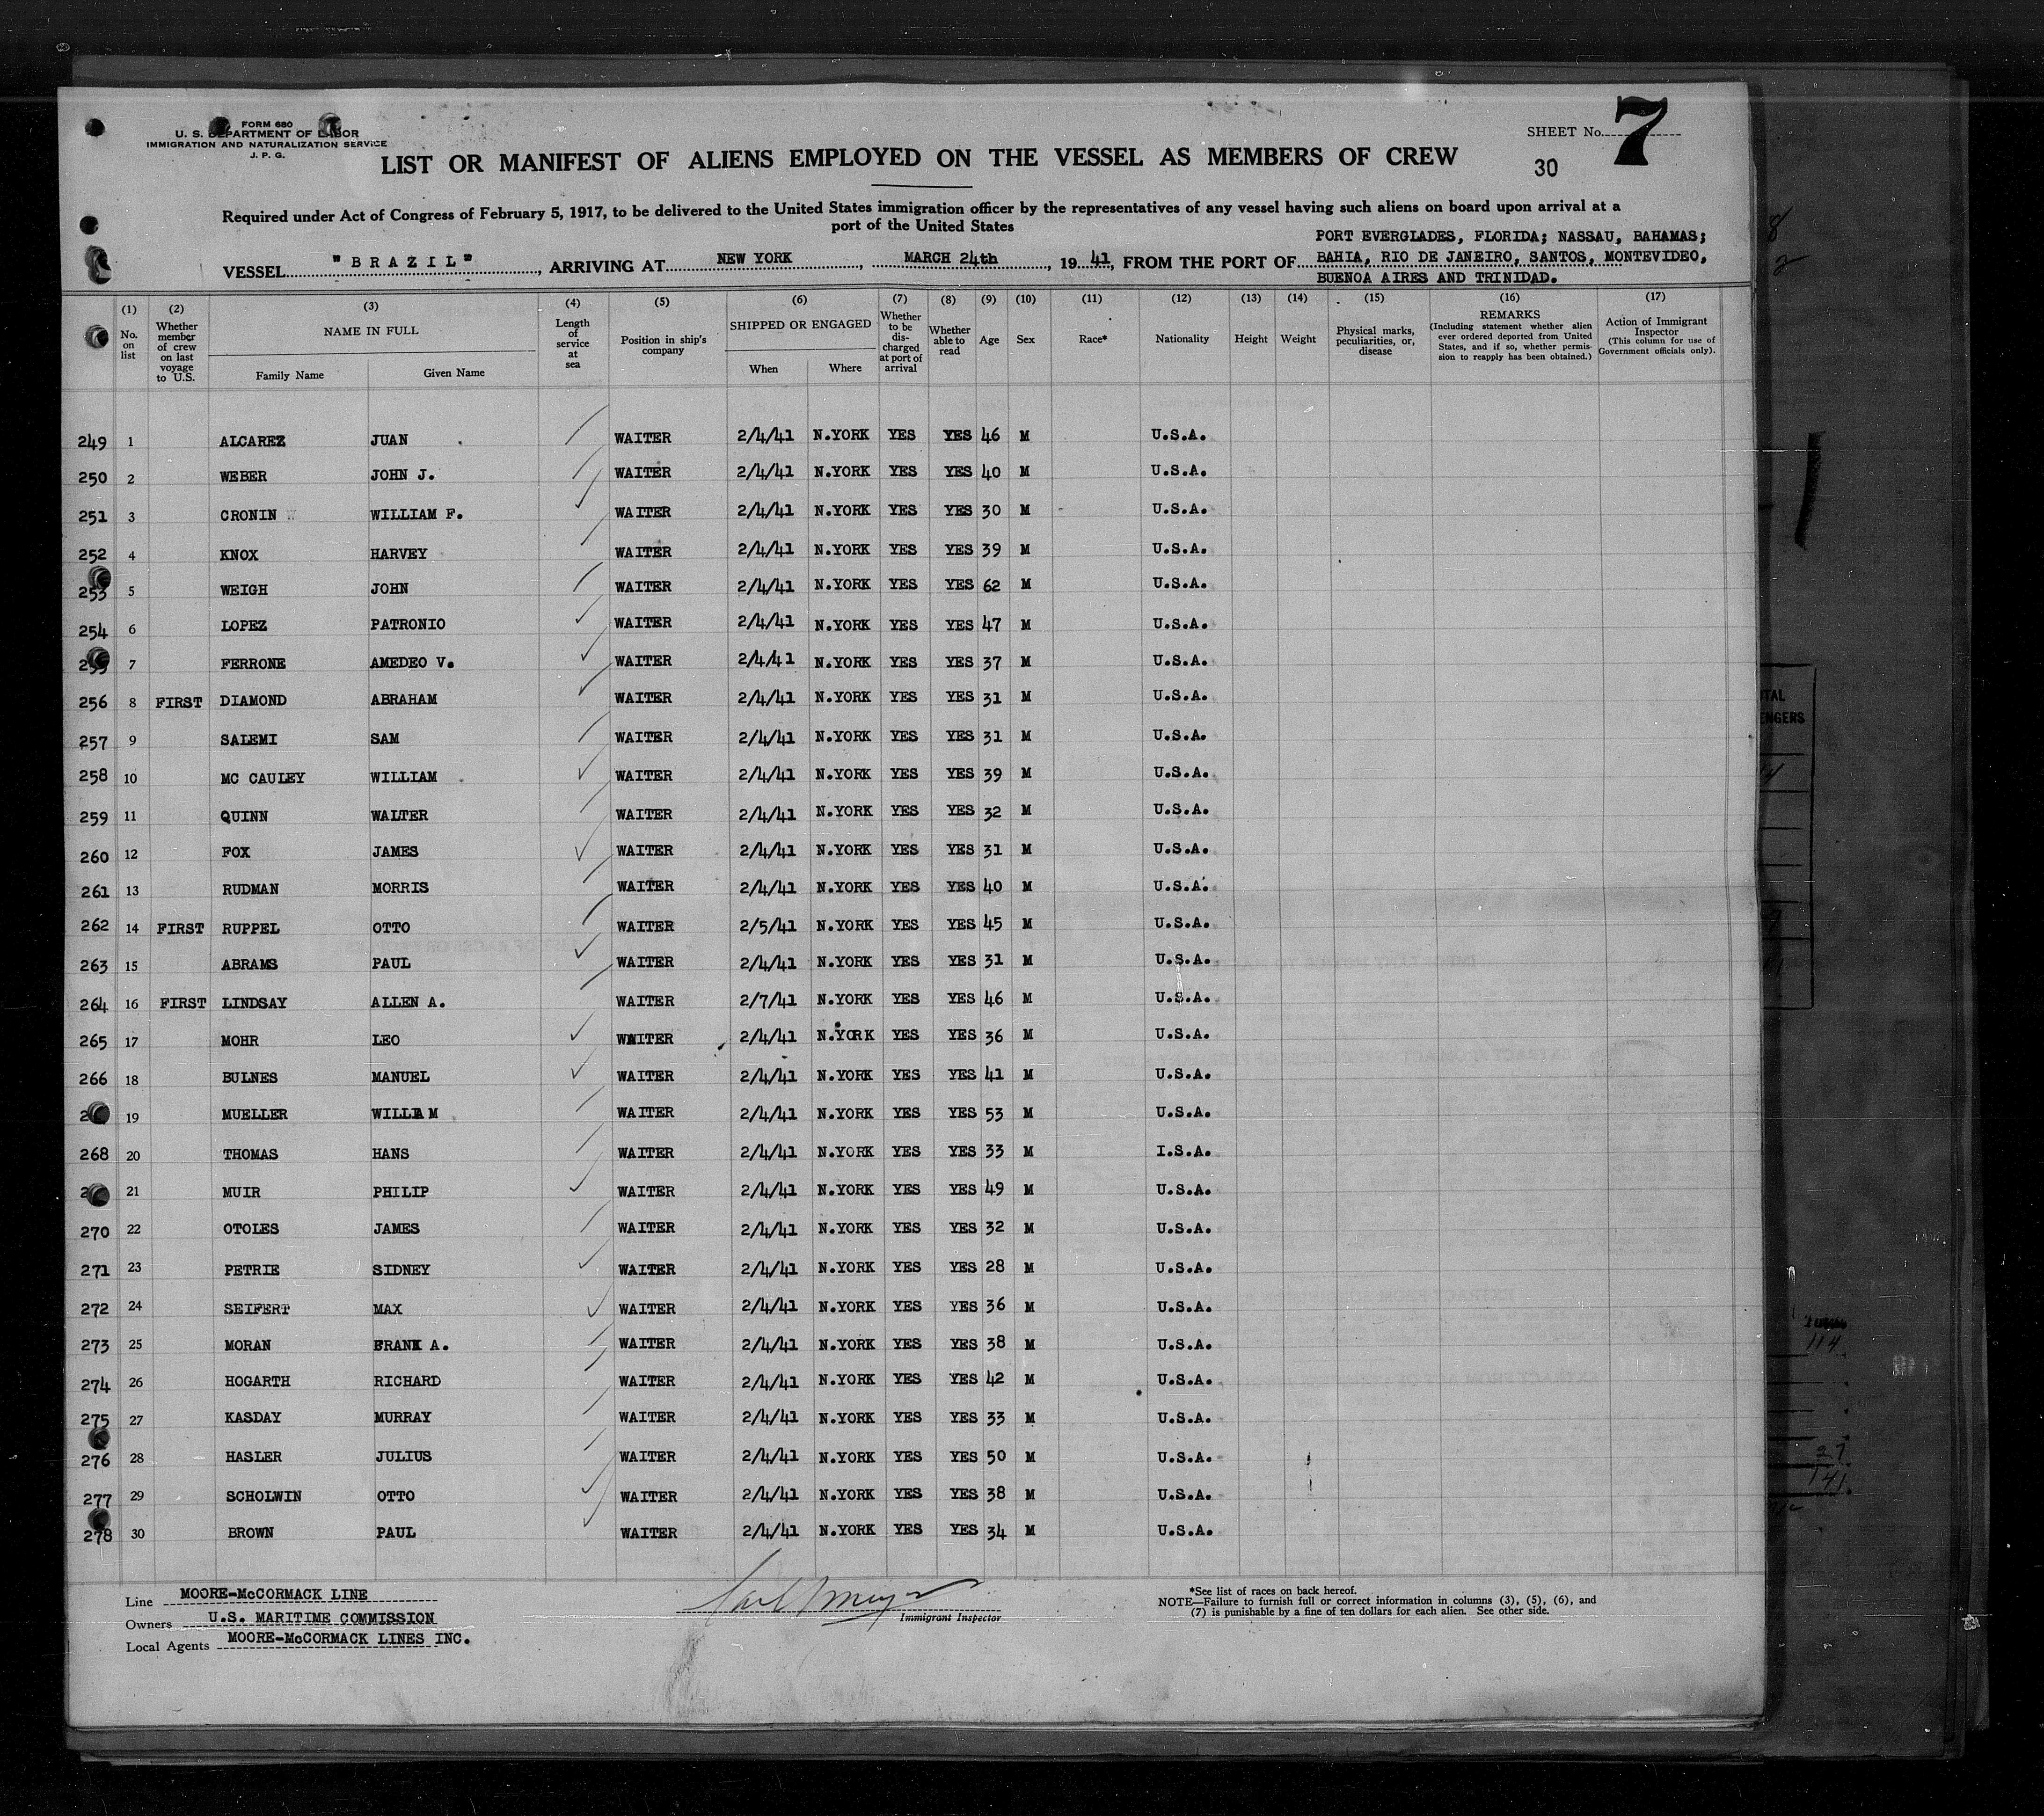 FORM 680
U. S. DEPARTMENT OF LABOR
IMMIGRATION AND NATURALIZATION SERVICE
J. P. G.
SHEET No. 7
30
LIST OR MANIFEST OF ALIENS EMPLOYED ON THE VESSEL AS MEMBERS OF CREW
Required under Act of Congress of February 5, 1917, to be delivered to the United States immigration officer by the representatives of any vessel having such aliens on board upon arrival at a
port of the United States
VESSEL "BRAZIL", ARRIVING AT NEW YORK, MARCH 24th, 1941, FROM THE PORT OF PORT EVERGLADES, FLORIDA; NASSAU, BAHAMAS;
BAHIA, RIO DE JANEIRO, SANTOS, MONTEVIDEO,
BUENOA AIRES AND TRINIDAD.
(1) No. on list
(2) Whether member of crew on last voyage to U.S.
(3) NAME IN FULL
Family Name Given Name
(4) Length of service at sea
(5) Position in ship's company
(6) SHIPPED OR ENGAGED
When Where
(7) Whether to be discharged at port of arrival
(8) Whether able to read
(9) Age
(10) Sex
(11) Race*
(12) Nationality
(13) Height
(14) Weight
(15) Physical marks, peculiarities, or, disease
(16) REMARKS (Including statement whether alien ever ordered deported from United States, and if so, whether permission to reapply has been obtained.)
(17) Action of Immigrant Inspector (This column for use of Government officials only).
249 1 ALCAREZ JUAN WAITER 2/4/41 N.YORK YES YES 46 M U.S.A.
250 2 WEBER JOHN J. WAITER 2/4/41 N.YORK YES YES 40 M U.S.A.
251 3 CRONIN WILLIAM F. WAITER 2/4/41 N.YORK YES YES 30 M U.S.A.
252 4 KNOX HARVEY WAITER 2/4/41 N.YORK YES YES 39 M U.S.A.
253 5 WEIGH JOHN WAITER 2/4/41 N.YORK YES YES 62 M U.S.A.
254 6 LOPEZ PATRONIO WAITER 2/4/41 N.YORK YES YES 47 M U.S.A.
255 7 FERRONE AMEDEO V. WAITER 2/4/41 N.YORK YES YES 37 M U.S.A.
256 8 FIRST DIAMOND ABRAHAM WAITER 2/4/41 N.YORK YES YES 31 M U.S.A.
257 9 SALEMI SAM WAITER 2/4/41 N.YORK YES YES 31 M U.S.A.
258 10 MC CAULEY WILLIAM WAITER 2/4/41 N.YORK YES YES 39 M U.S.A.
259 11 QUINN WALTER WAITER 2/4/41 N.YORK YES YES 32 M U.S.A.
260 12 FOX JAMES WAITER 2/4/41 N.YORK YES YES 31 M U.S.A.
261 13 RUDMAN MORRIS WAITER 2/4/41 N.YORK YES YES 40 M U.S.A.
262 14 FIRST RUPPEL OTTO WAITER 2/5/41 N.YORK YES YES 45 M U.S.A.
263 15 ABRAMS PAUL WAITER 2/4/41 N.YORK YES YES 31 M U.S.A.
264 16 FIRST LINDSAY ALLEN A. WAITER 2/7/41 N.YORK YES YES 46 M U.S.A.
265 17 MOHR LEO WAITER 2/4/41 N.YORK YES YES 36 M U.S.A.
266 18 BULNES MANUEL WAITER 2/4/41 N.YORK YES YES 41 M U.S.A.
19 MUELLER WILLIAM WAITER 2/4/41 N.YORK YES YES 53 M U.S.A.
268 20 THOMAS HANS WAITER 2/4/41 N.YORK YES YES 33 M I.S.A.
21 MUIR PHILIP WAITER 2/4/41 N.YORK YES YES 49 M U.S.A.
270 22 OTOLES JAMES WAITER 2/4/41 N.YORK YES YES 32 M U.S.A.
271 23 PETRIE SIDNEY WAITER 2/4/41 N.YORK YES YES 28 M U.S.A.
272 24 SEIFERT MAX WAITER 2/4/41 N.YORK YES YES 36 M U.S.A.
273 25 MORAN FRANK A. WAITER 2/4/41 N.YORK YES YES 38 M U.S.A.
274 26 HOGARTH RICHARD WAITER 2/4/41 N.YORK YES YES 42 M U.S.A.
275 27 KASDAY MURRAY WAITER 2/4/41 N.YORK YES YES 33 M U.S.A.
276 28 HASLER JULIUS WAITER 2/4/41 N.YORK YES YES 50 M U.S.A.
277 29 SCHOLWIN OTTO WAITER 2/4/41 N.YORK YES YES 38 M U.S.A.
278 30 BROWN PAUL WAITER 2/4/41 N.YORK YES YES 34 M U.S.A.
Line MOORE-McCORMACK LINE
Owners U.S. MARITIME COMMISSION
Local Agents MOORE-McCORMACK LINES INC.
Immigrant Inspector
*See list of races on back hereof.
NOTE—Failure to furnish full or correct information in columns (3), (5), (6), and
(7) is punishable by a fine of ten dollars for each alien. See other side.
114
27
141